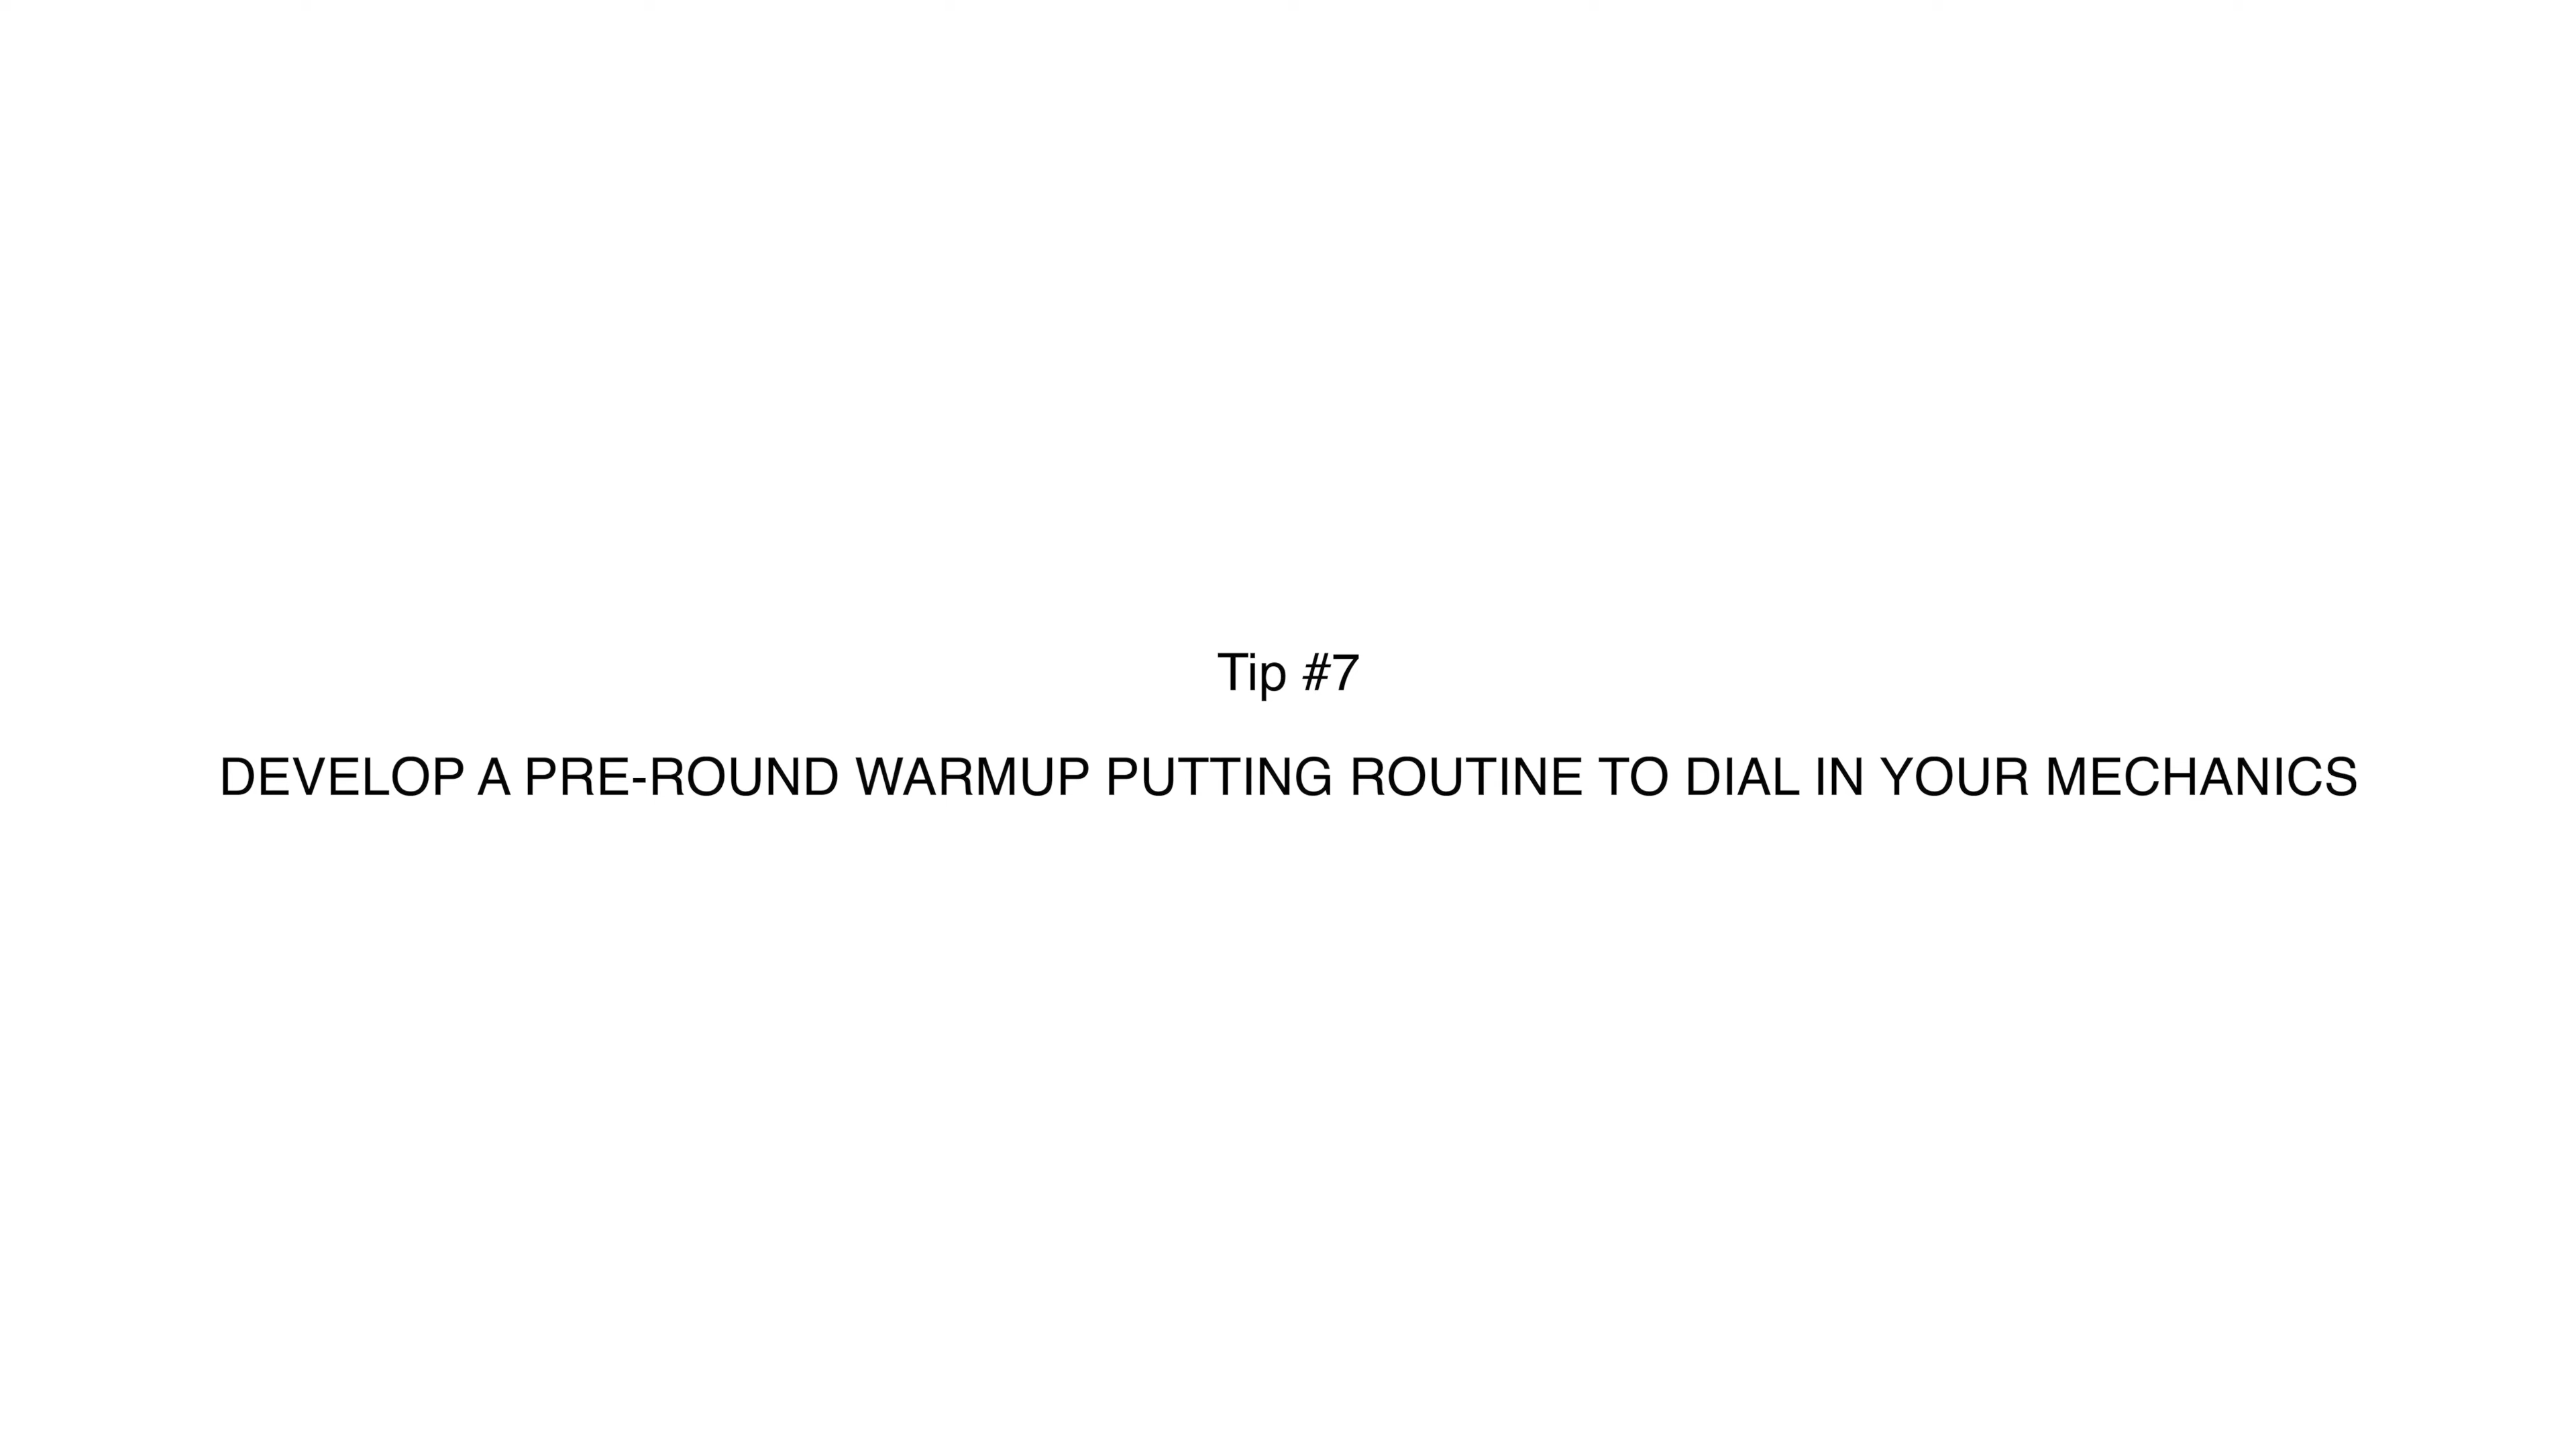 Tip #7
DEVELOP A PRE-ROUND WARMUP PUTTING ROUTINE TO DIAL IN YOUR MECHANICS